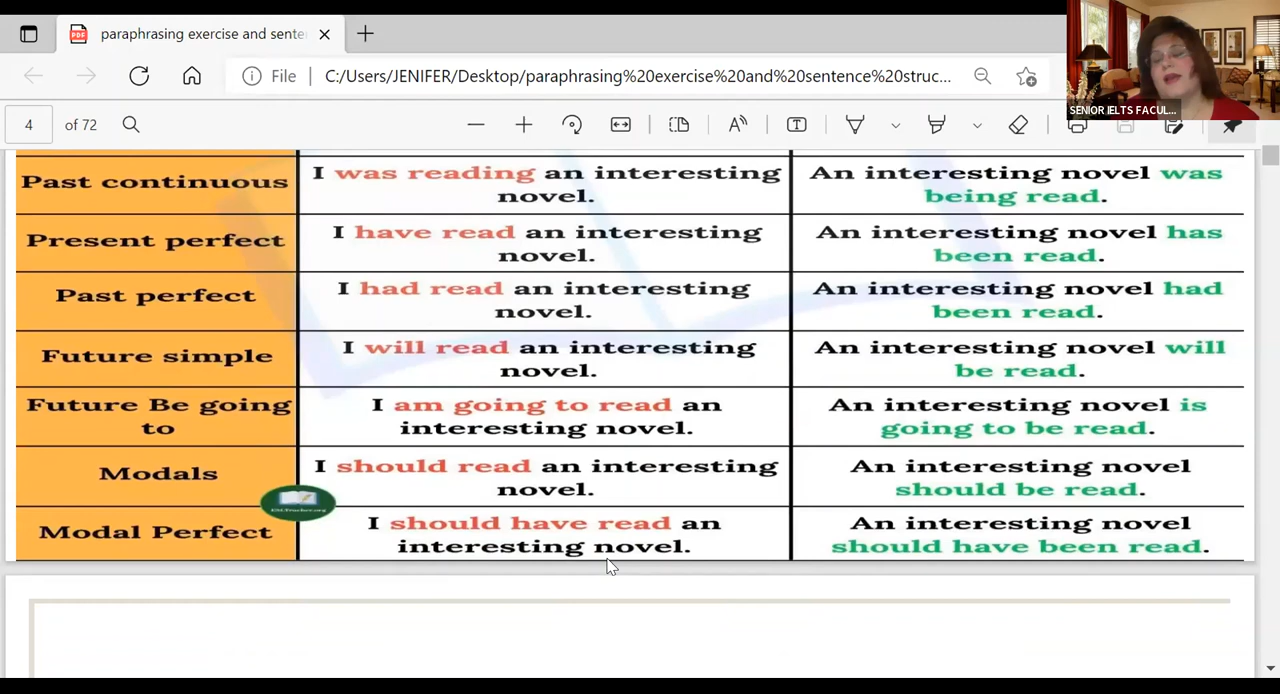 paraphrasing exercise and sente
File
C:/Users/JENIFER/Desktop/paraphrasing%20exercise%20and%20sentence%20struc...
SENIOR IELTS FACUL...
4 of 72
Past continuous
I was reading an interesting
novel.
An interesting novel was
being read.
Present perfect
I have read an interesting
novel.
An interesting novel has
been read.
Past perfect
I had read an interesting
novel.
An interesting novel had
been read.
Future simple
I will read an interesting
novel.
An interesting novel will
be read.
Future Be going
to
I am going to read an
interesting novel.
An interesting novel is
going to be read.
Modals
I should read an interesting
novel.
An interesting novel
should be read.
Modal Perfect
I should have read an
interesting novel.
An interesting novel
should have been read.